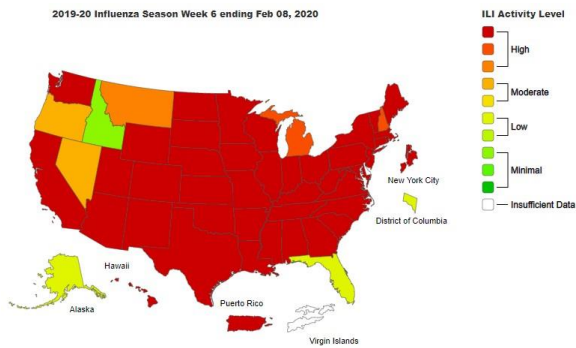 2019-20 Influenza Season Week 6 ending Feb 08, 2020
ILI Activity Level
High
Moderate
Low
Minimal
Insufficient Data
New York City
District of Columbia
Hawaii
Alaska
Puerto Rico
Virgin Islands